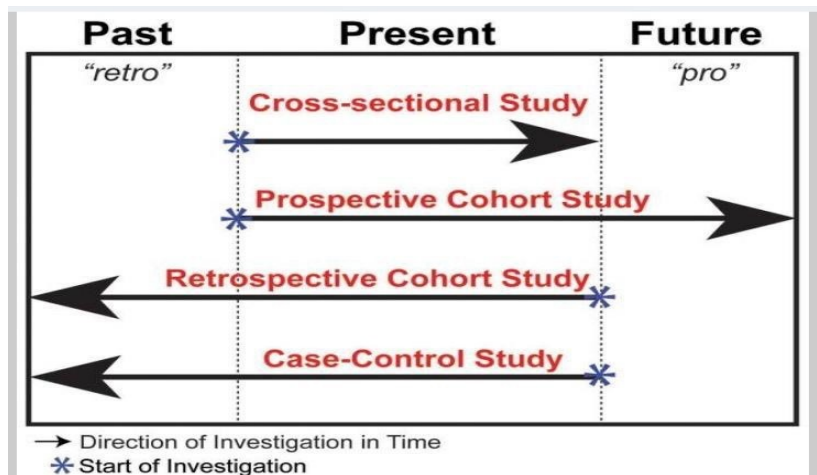 Past Present Future
"retro" "pro"
Cross-sectional Study
Prospective Cohort Study
Retrospective Cohort Study
Case-Control Study
Direction of Investigation in Time
Start of Investigation